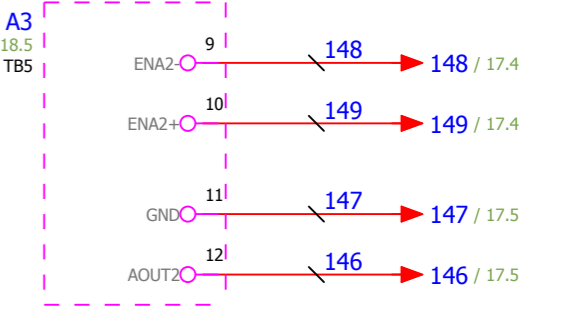 A3
18.5
TB5
9
ENA2-
148
148 / 17.4
10
ENA2+
149
149 / 17.4
11
GND
147
147 / 17.5
12
AOUT2
146
146 / 17.5